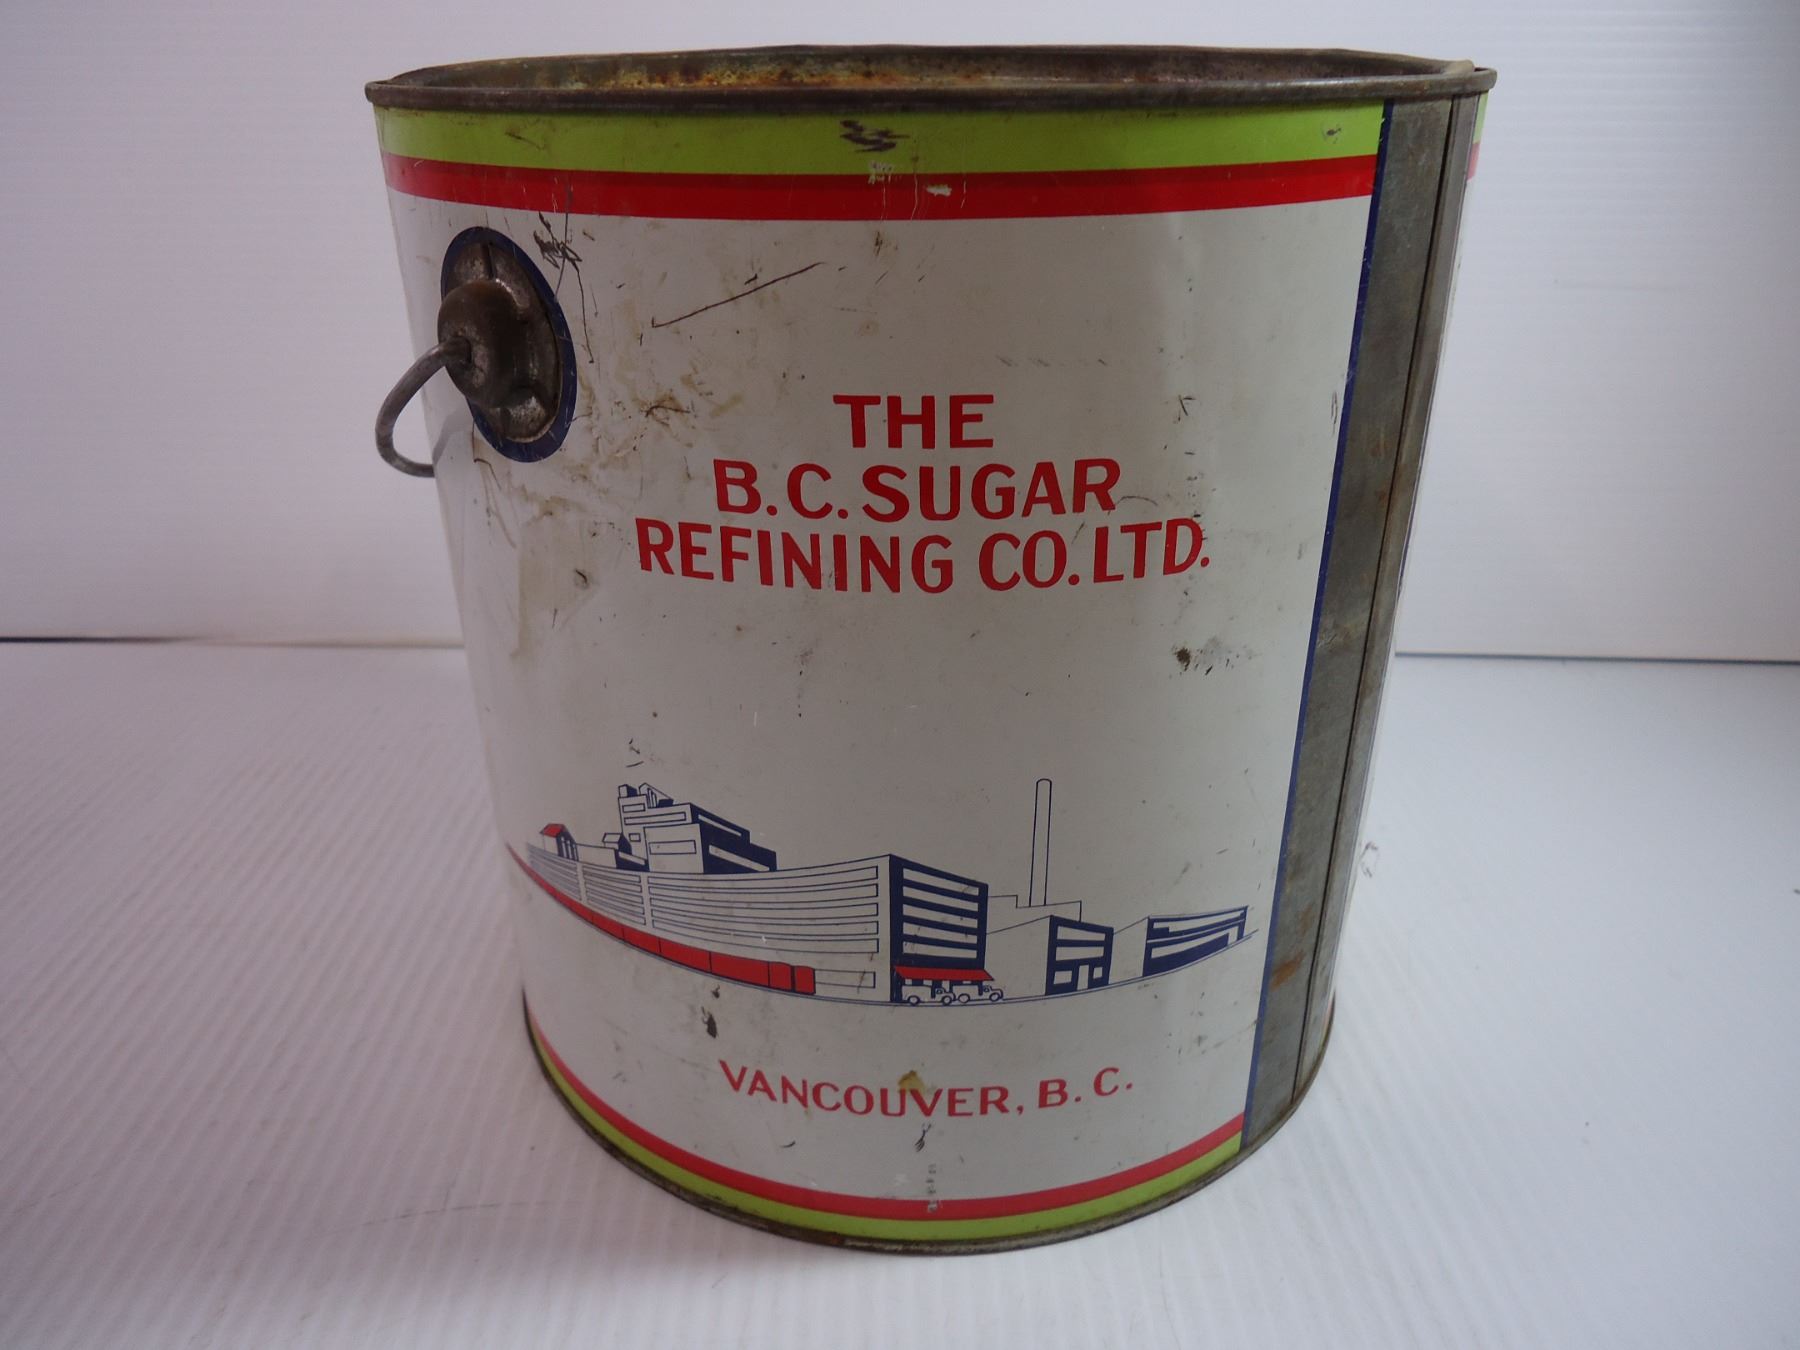 THE
B.C. SUGAR
REFINING CO. LTD.
VANCOUVER, B.C.